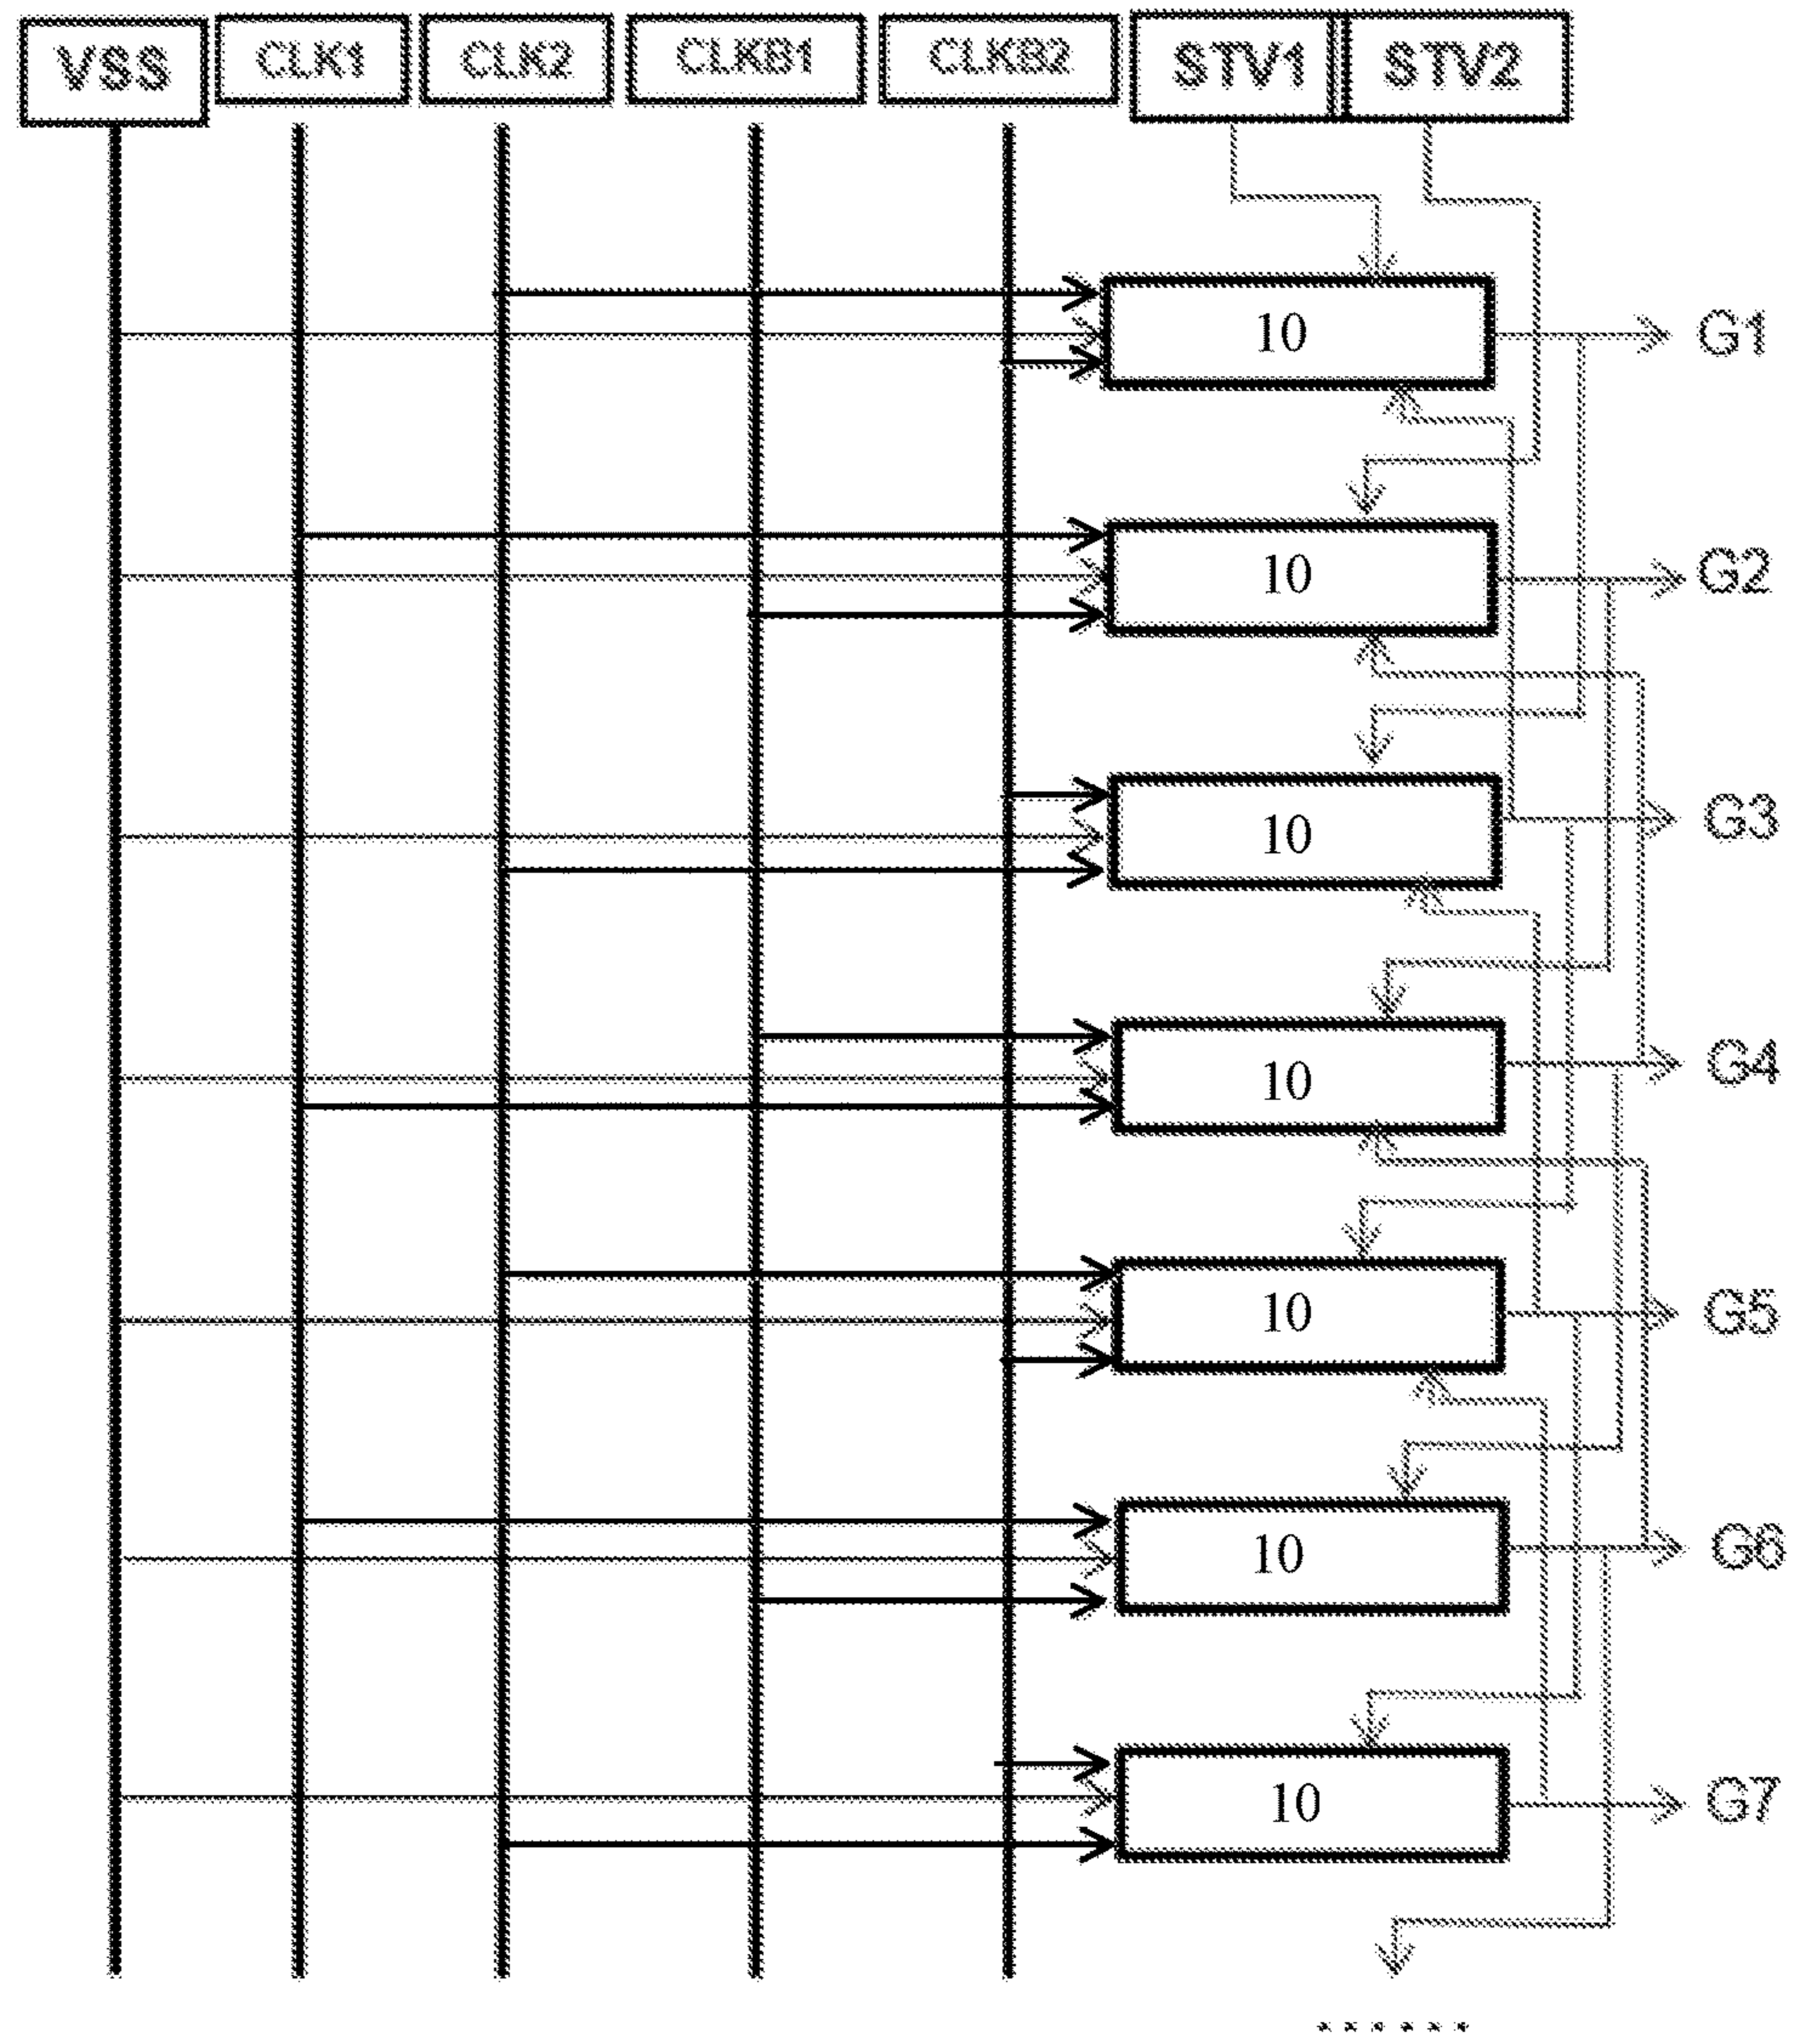 VSS CLK1 CLK2 CLKB1 CLKB2 STV1 STV2
10 G1
10 G2
10 G3
10 G4
10 G5
10 G6
10 G7
......